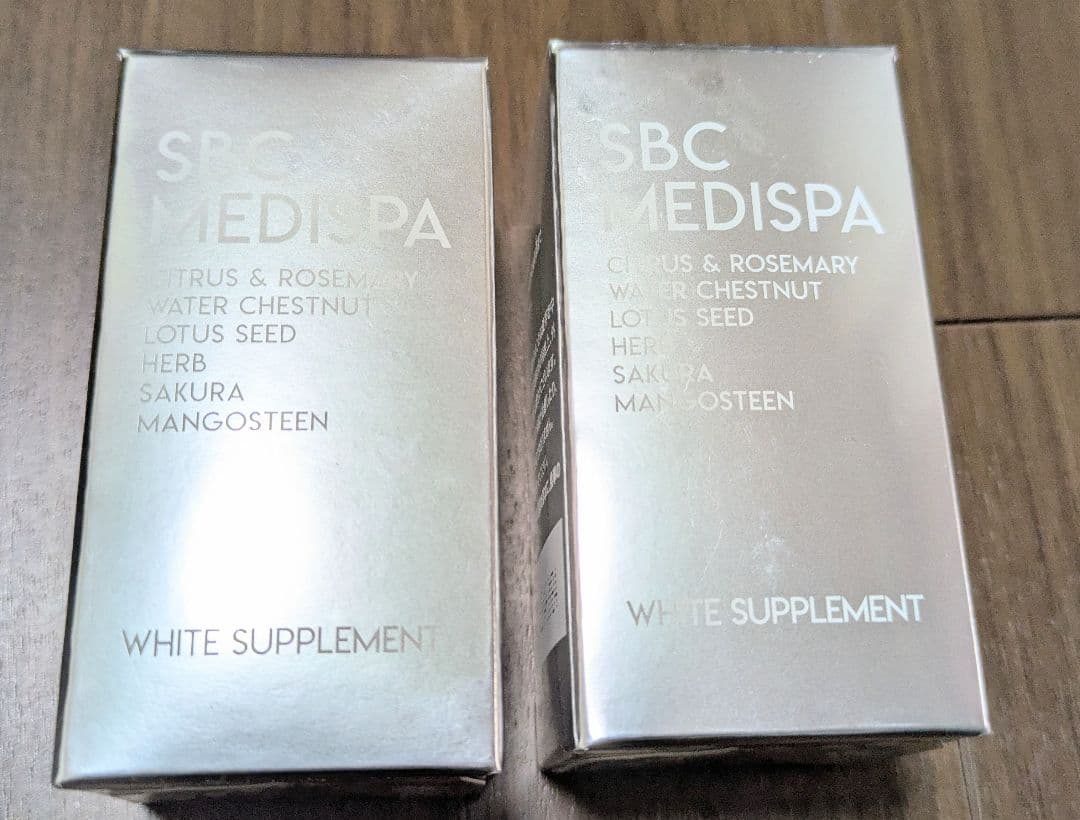 SBC
MEDISPA
CITRUS & ROSEMARY
WATER CHESTNUT
LOTUS SEED
HERB
SAKURA
MANGOSTEEN
WHITE SUPPLEMENT
SBC
MEDISPA
CITRUS & ROSEMARY
WATER CHESTNUT
LOTUS SEED
HERB
SAKURA
MANGOSTEEN
WHITE SUPPLEMENT